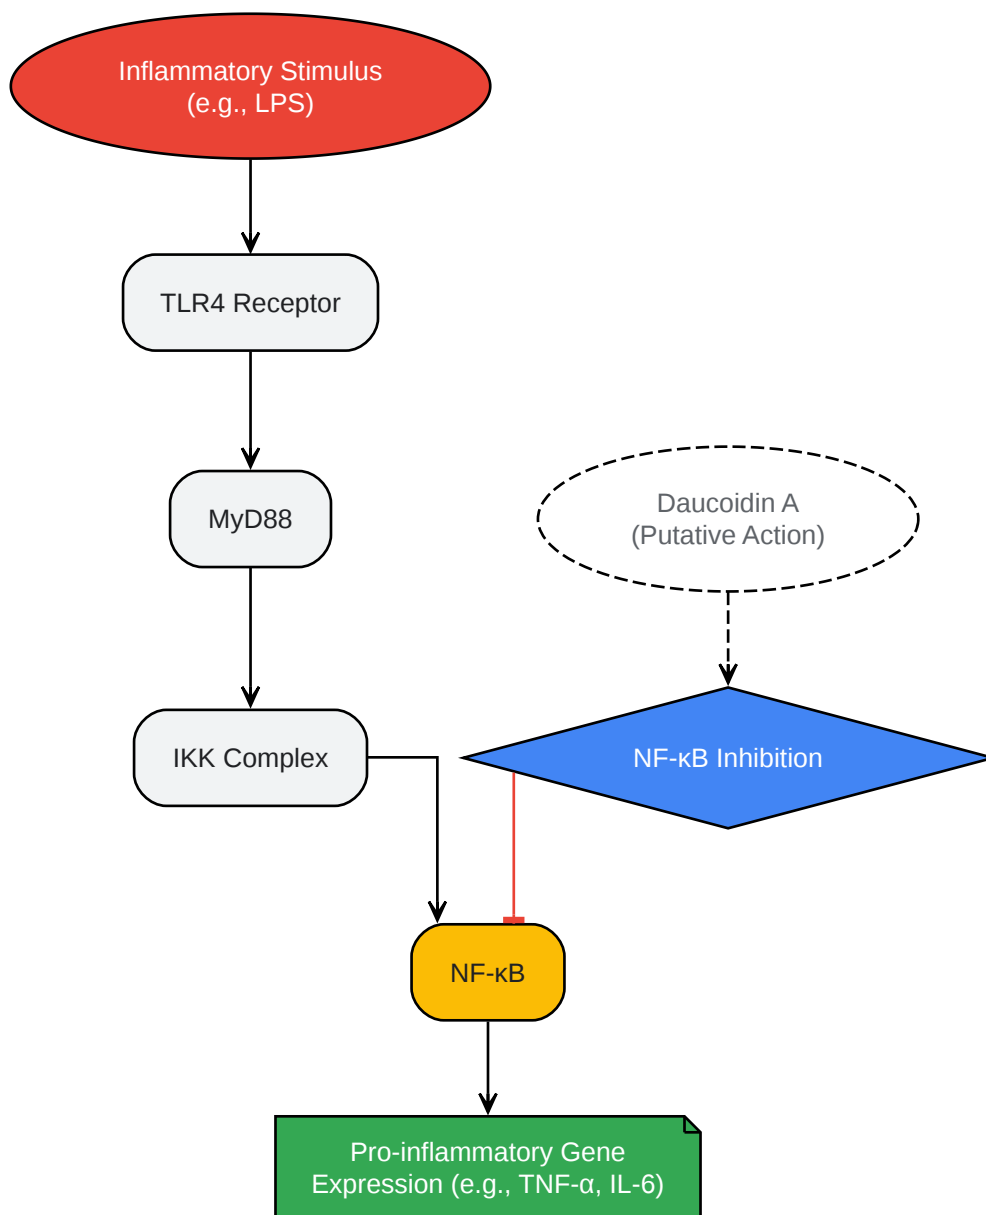 Inflammatory Stimulus
(e.g., LPS)
TLR4 Receptor
MyD88
Daucoidin A
(Putative Action)
IKK Complex
NF-κB Inhibition
NF-κB
Pro-inflammatory Gene
Expression (e.g., TNF-α, IL-6)